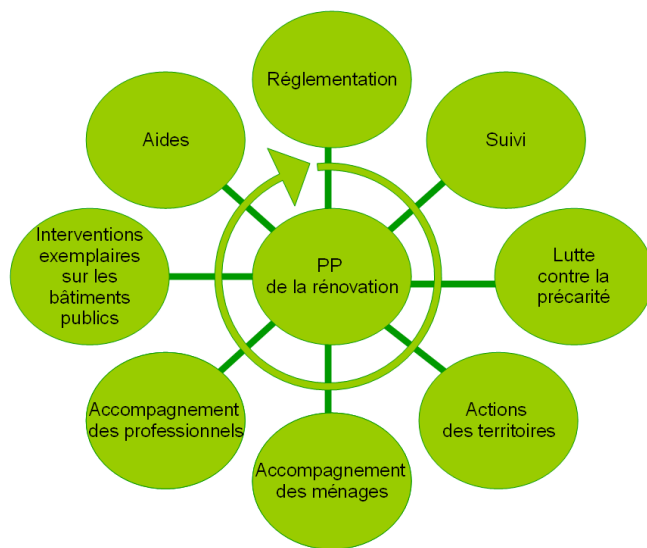 Réglementation
Aides
Suivi
Interventions
exemplaires
sur les
bâtiments
publics
PP
de la rénovation
Lutte
contre la
précarité
Accompagnement
des professionnels
Actions
des territoires
Accompagnement
des ménages